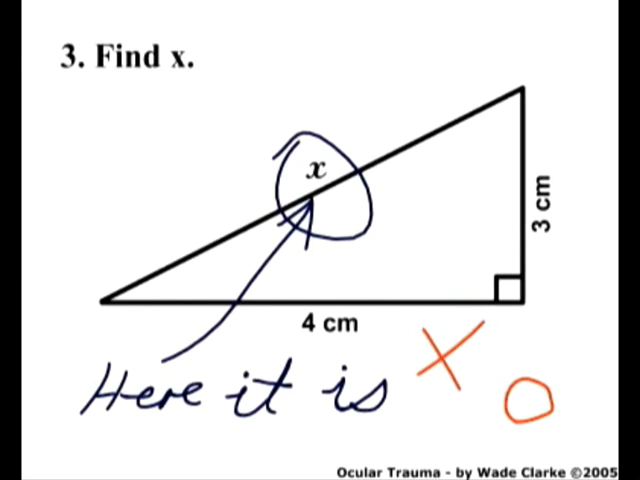 3. Find x.
x
3 cm
4 cm
Here it is
X
O
Ocular Trauma - by Wade Clarke ©2005